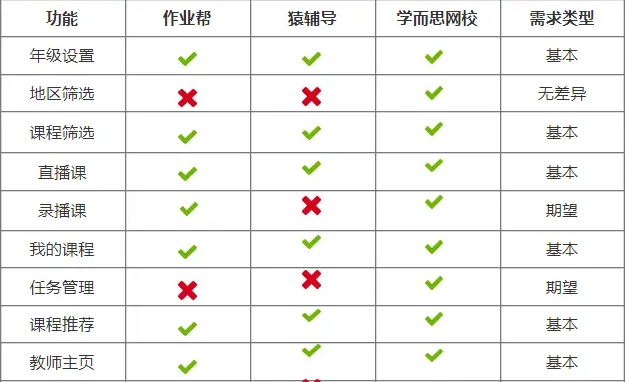 功能 作业帮 猿辅导 学而思网校 需求类型
年级设置 基本
地区筛选 无差异
课程筛选 基本
直播课 基本
录播课 期望
我的课程 基本
任务管理 期望
课程推荐 基本
教师主页 基本